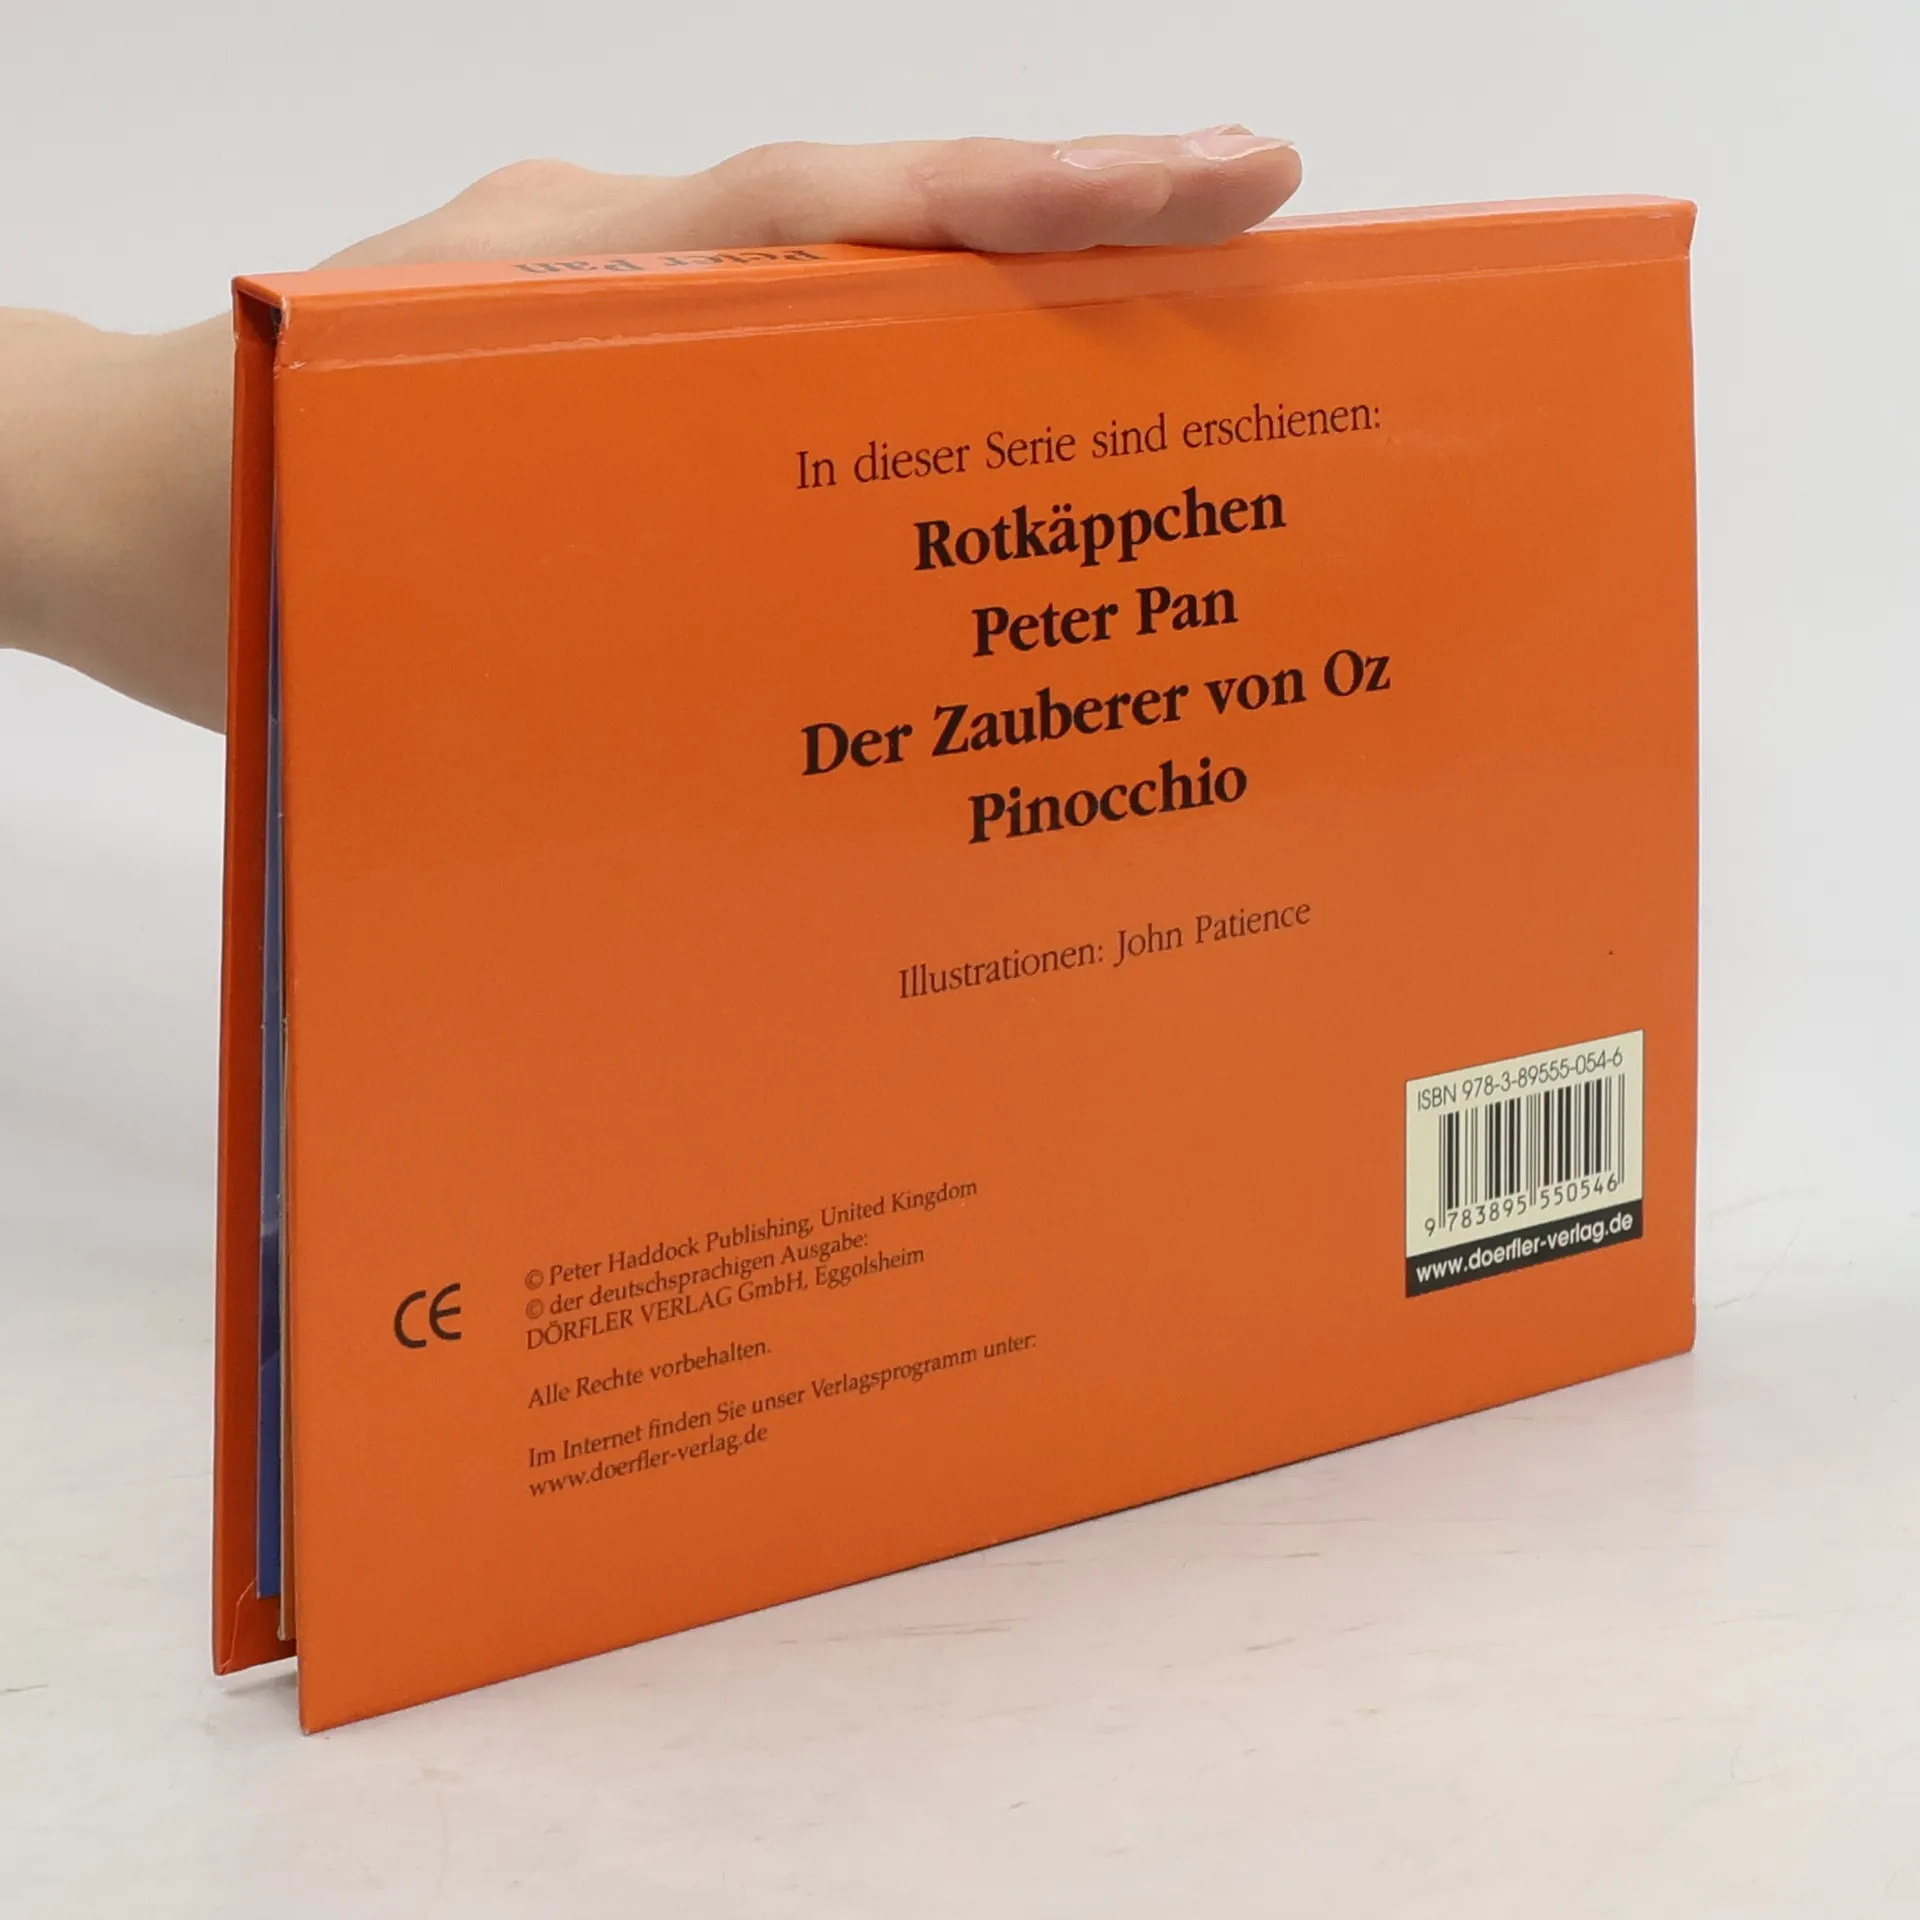 Peter Pan
In dieser Serie sind erschienen:
Rotkäppchen
Peter Pan
Der Zauberer von Oz
Pinocchio
Illustrationen: John Patience
ISBN 978-3-89555-054-6
9 783895 550546
www.doerfler-verlag.de
CE
© Peter Haddock Publishing, United Kingdom
© der deutschsprachigen Ausgabe:
DÖRFLER VERLAG GmbH, Eggolsheim
Alle Rechte vorbehalten.
Im Internet finden Sie unser Verlagsprogramm unter:
www.doerfler-verlag.de